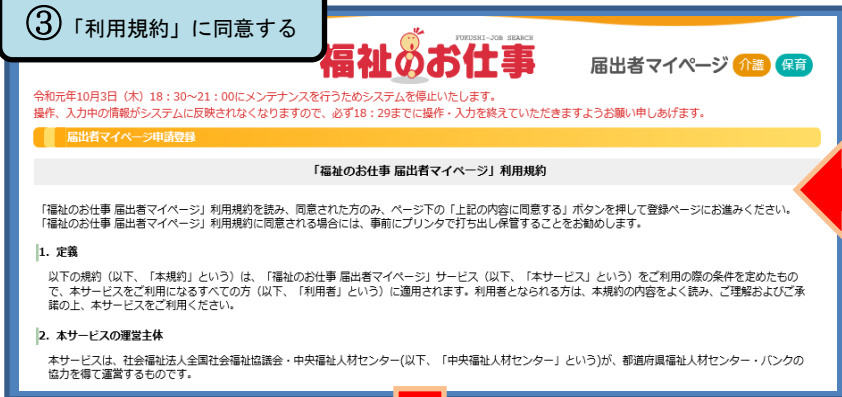 ③「利用規約」に同意する
FUKUSHI-JOB SEARCH
福祉のお仕事
届出者マイページ 介護 保育
令和元年10月3日（木）18：30～21：00にメンテナンスを行うためシステムを停止いたします。
操作、入力中の情報がシステムに反映されなくなりますので、必ず18：29までに操作・入力を終えていただきますようお願い申しあげます。
届出者マイページ申請登録
「福祉のお仕事 届出者マイページ」利用規約
「福祉のお仕事 届出者マイページ」利用規約を読み、同意された方のみ、ページ下の「上記の内容に同意する」ボタンを押して登録ページにお進みください。
「福祉のお仕事 届出者マイページ」利用規約に同意される場合には、事前にプリンタで打ち出し保管することをお勧めします。
1. 定義
以下の規約（以下、「本規約」という）は、「福祉のお仕事 届出者マイページ」サービス（以下、「本サービス」という）をご利用の際の条件を定めたもの
で、本サービスをご利用になるすべての方（以下、「利用者」という）に適用されます。利用者となられる方は、本規約の内容をよく読み、ご理解およびご承
諾の上、本サービスをご利用ください。
2. 本サービスの運営主体
本サービスは、社会福祉法人全国社会福祉協議会・中央福祉人材センター(以下、「中央福祉人材センター」という)が、都道府県福祉人材センター・バンクの
協力を得て運営するものです。